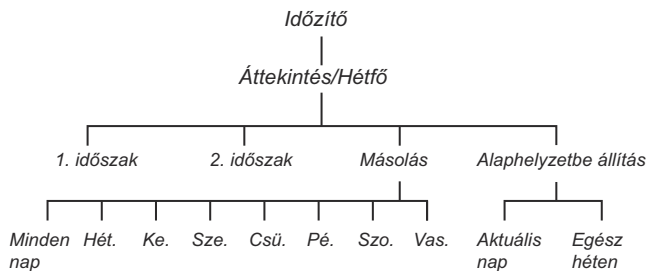 Időzítő
Áttekintés/Hétfő
1. időszak 2. időszak Másolás Alaphelyzetbe állítás
Minden Hét. Ke. Sze. Csü. Pé. Szo. Vas. Aktuális Egész
nap nap héten